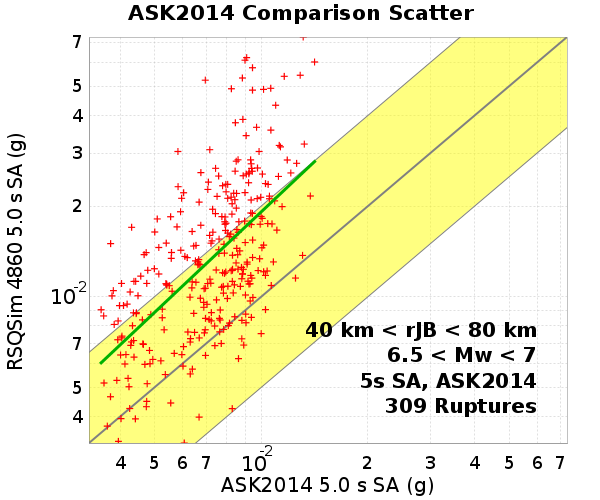 ASK2014 Comparison Scatter
RSQSim 4860 5.0 s SA (g)
7
5
4
3
2
10-2
7
5
4
40 km < rJB < 80 km
6.5 < Mw < 7
5s SA, ASK2014
309 Ruptures
4 5 6 7 10-2 2 3 4 5 6 7
ASK2014 5.0 s SA (g)